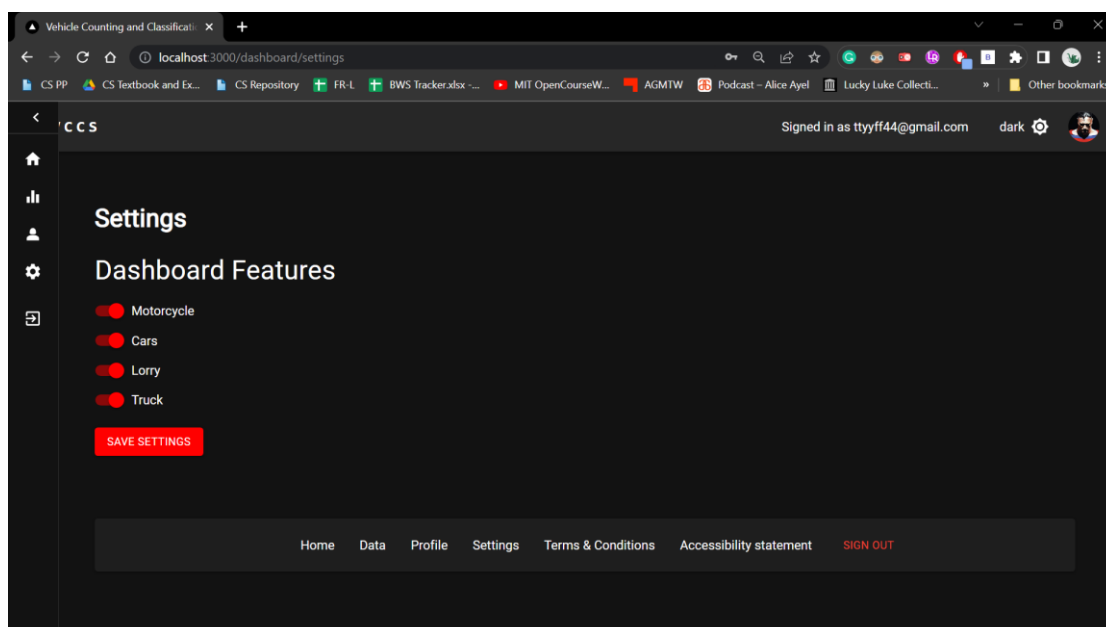 Vehicle Counting and Classificatio
localhost:3000/dashboard/settings
CS PP CS Textbook and Ex... CS Repository FR-L BWS Tracker.xlsx -... MIT OpenCourseW... AGMTW Podcast – Alice Ayel Lucky Luke Collecti... » Other bookmarks
CCS Signed in as ttyyff44@gmail.com dark
Settings
Dashboard Features
Motorcycle
Cars
Lorry
Truck
SAVE SETTINGS
Home Data Profile Settings Terms & Conditions Accessibility statement SIGN OUT